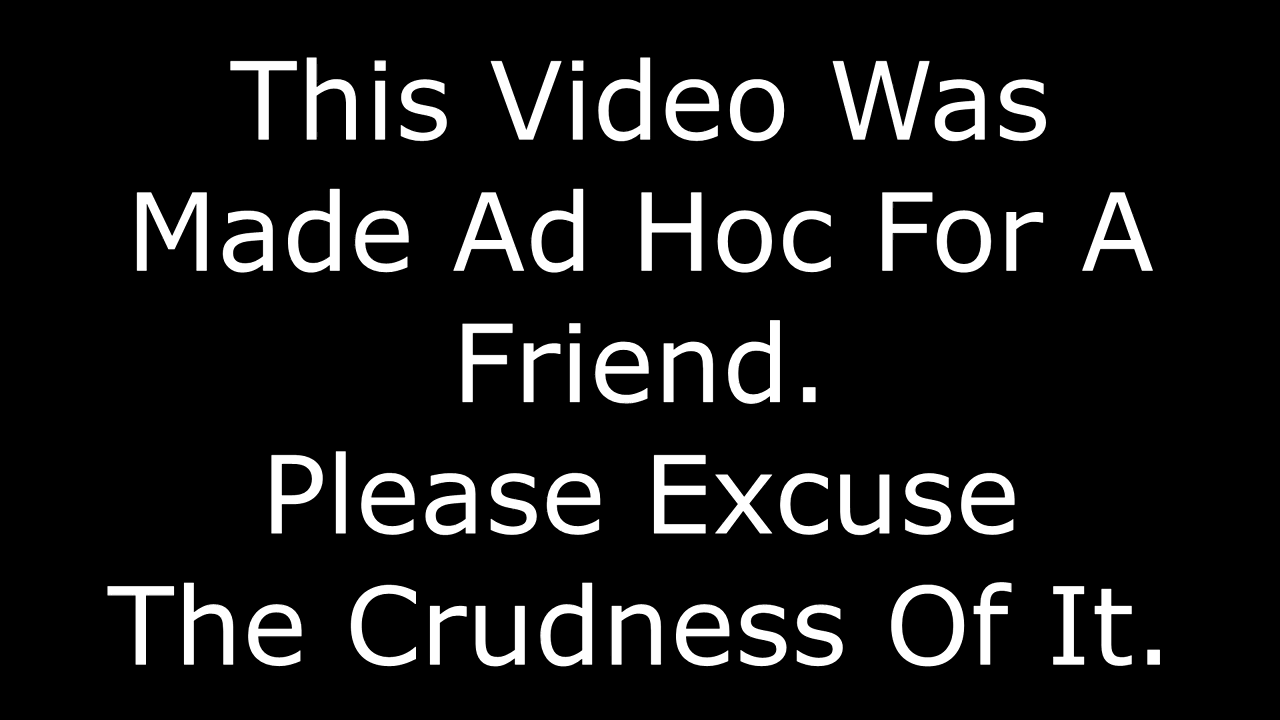 This Video Was
Made Ad Hoc For A
Friend.
Please Excuse
The Crudness Of It.